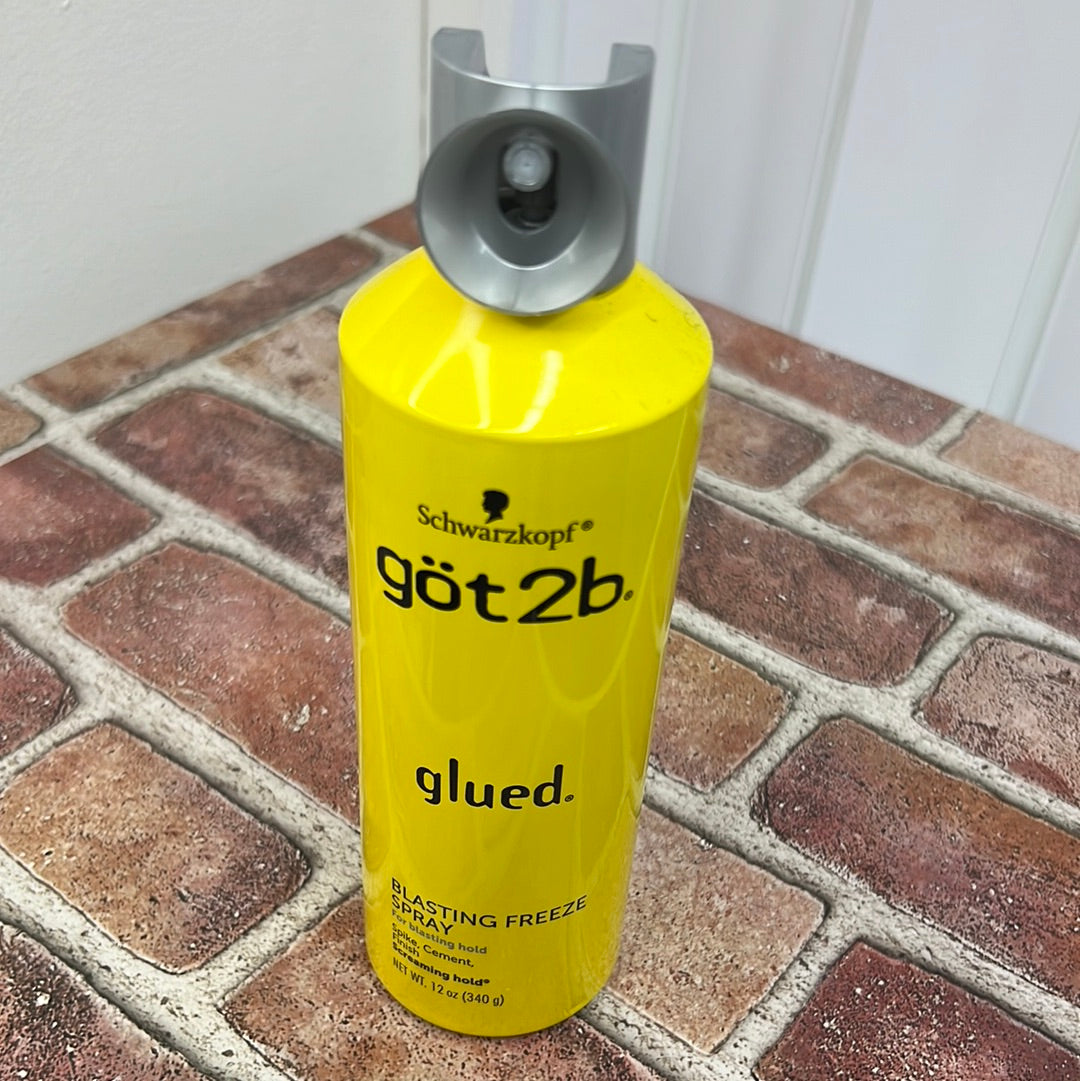 Schwarzkopf®
göt2b®
glued®
BLASTING FREEZE
SPRAY
For blasting hold
Spike, Cement,
Finish
Screaming hold®
NET WT. 12 oz (340 g)